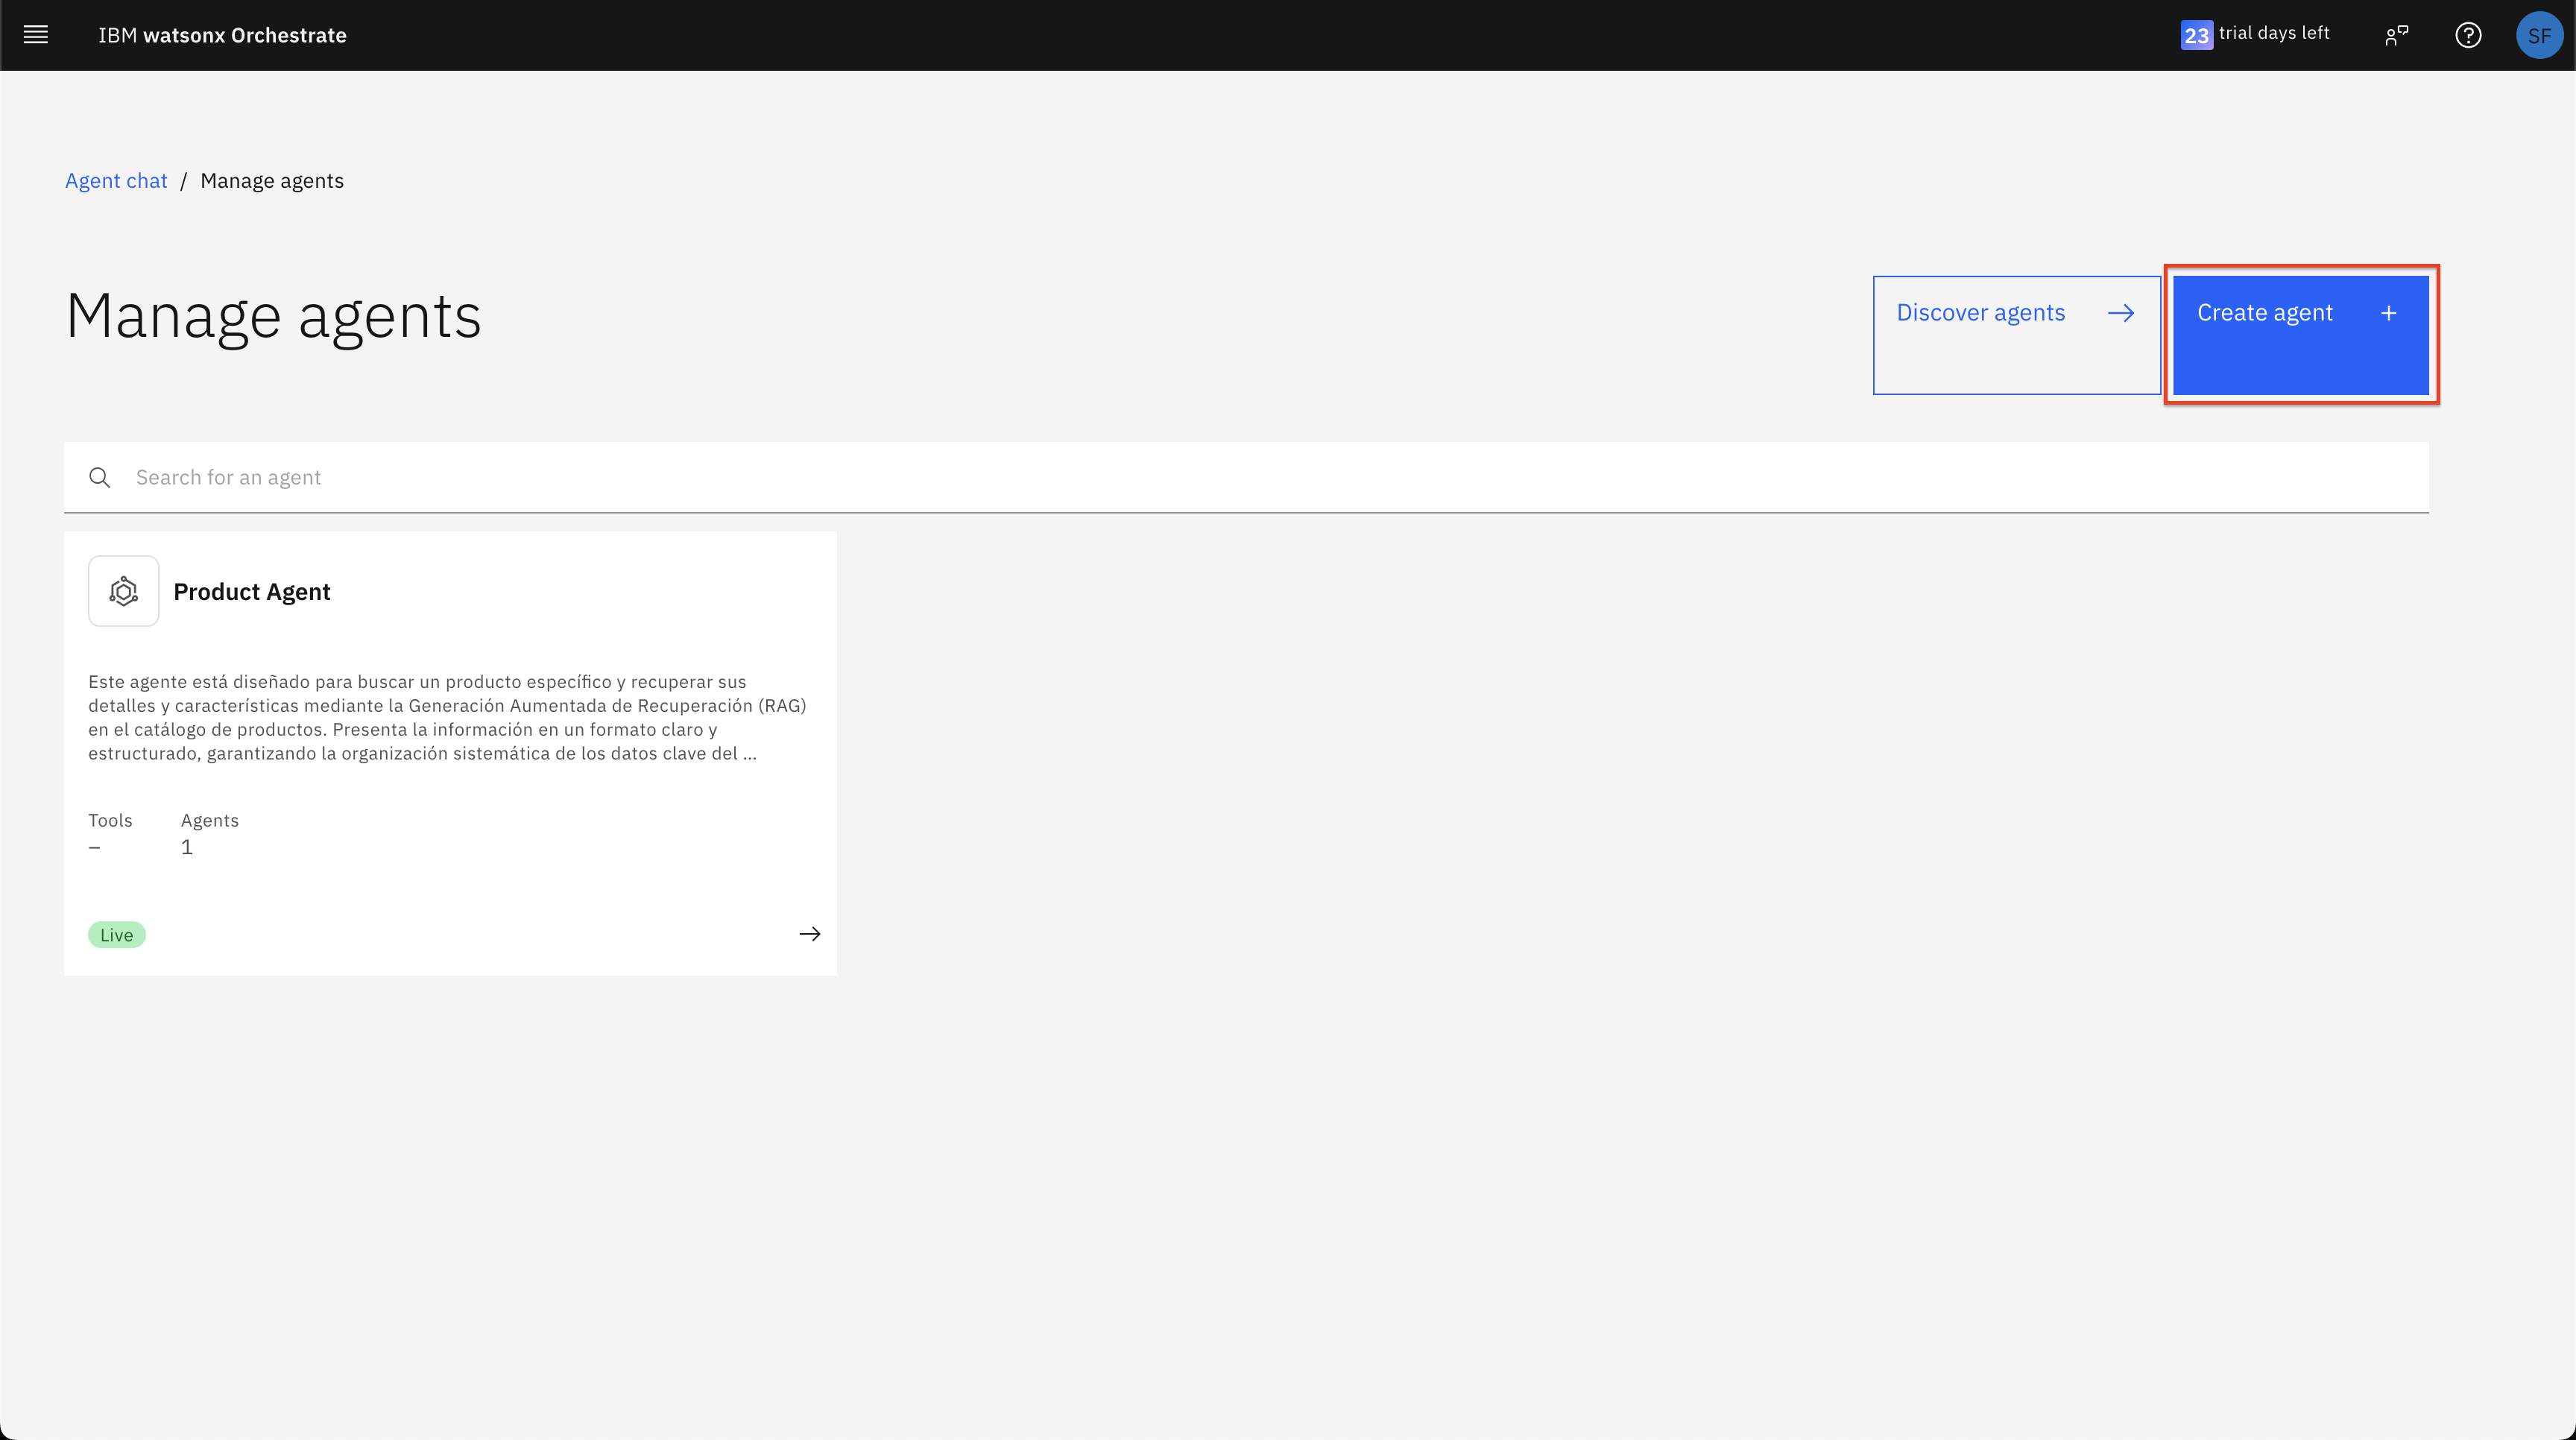 IBM watsonx Orchestrate
23 trial days left
SF
Agent chat / Manage agents
Manage agents
Discover agents
Create agent +
Search for an agent
Product Agent
Este agente está diseñado para buscar un producto específico y recuperar sus
detalles y características mediante la Generación Aumentada de Recuperación (RAG)
en el catálogo de productos. Presenta la información en un formato claro y
estructurado, garantizando la organización sistemática de los datos clave del ...
Tools Agents
– 1
Live